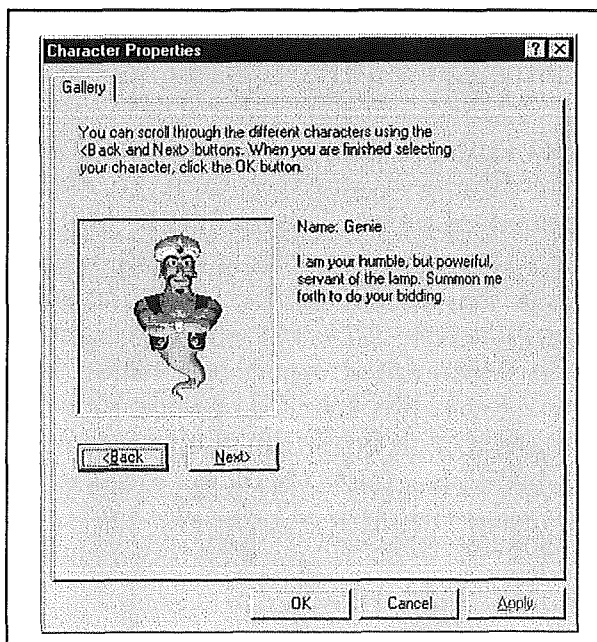 Character Properties
Gallery
You can scroll through the different characters using the
<Back and Next> buttons. When you are finished selecting
your character, click the OK button.
Name: Genie
I am your humble, but powerful,
servant of the lamp. Summon me
forth to do your bidding.
<Back Next>
OK Cancel Apply